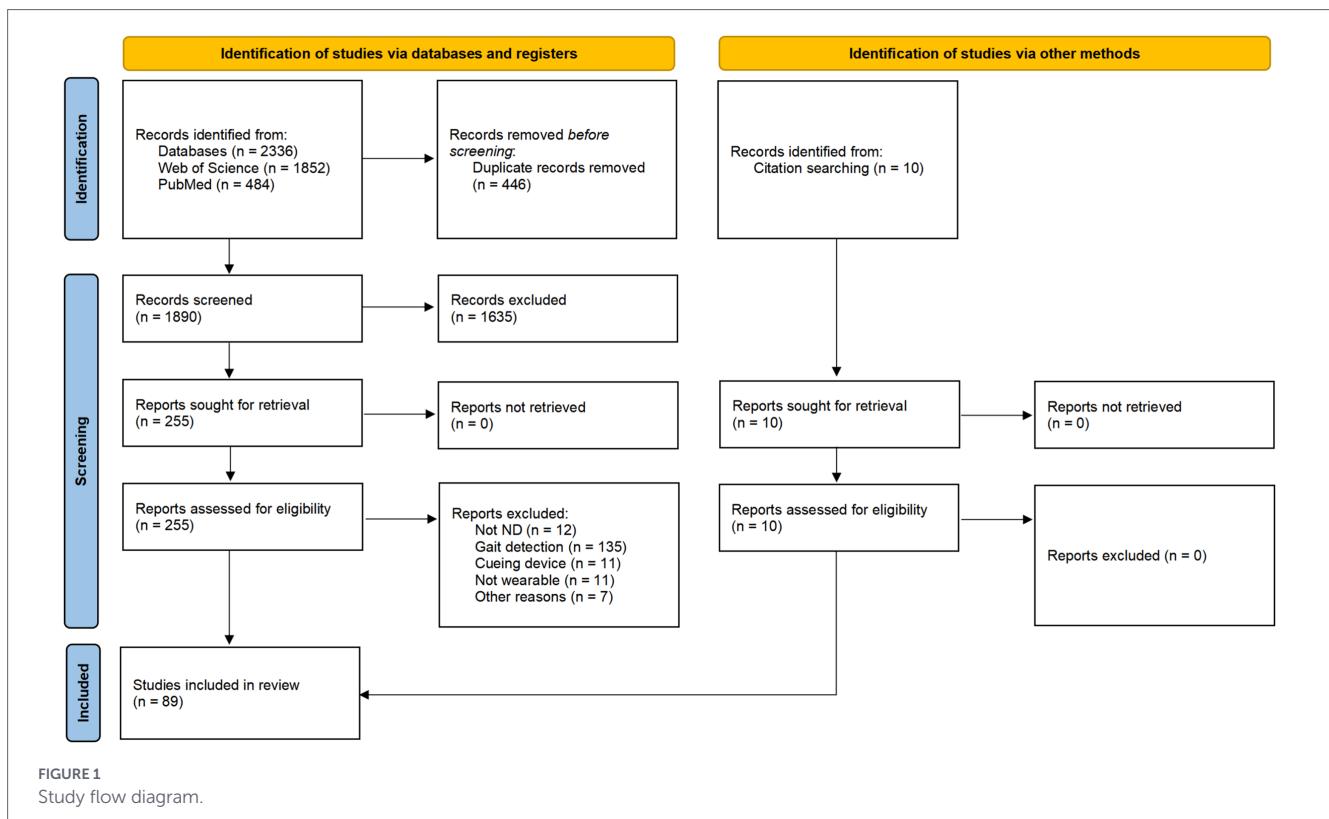 Identification of studies via databases and registers
Identification of studies via other methods
Identification
Records identified from:
Databases (n = 2336)
Web of Science (n = 1852)
PubMed (n = 484)
Records removed before
screening:
Duplicate records removed
(n = 446)
Records identified from:
Citation searching (n = 10)
Screening
Records screened
(n = 1890)
Records excluded
(n = 1635)
Reports sought for retrieval
(n = 255)
Reports not retrieved
(n = 0)
Reports sought for retrieval
(n = 10)
Reports not retrieved
(n = 0)
Reports assessed for eligibility
(n = 255)
Reports excluded:
Not ND (n = 12)
Gait detection (n = 135)
Cueing device (n = 11)
Not wearable (n = 11)
Other reasons (n = 7)
Reports assessed for eligibility
(n = 10)
Reports excluded (n = 0)
Included
Studies included in review
(n = 89)
FIGURE 1
Study flow diagram.